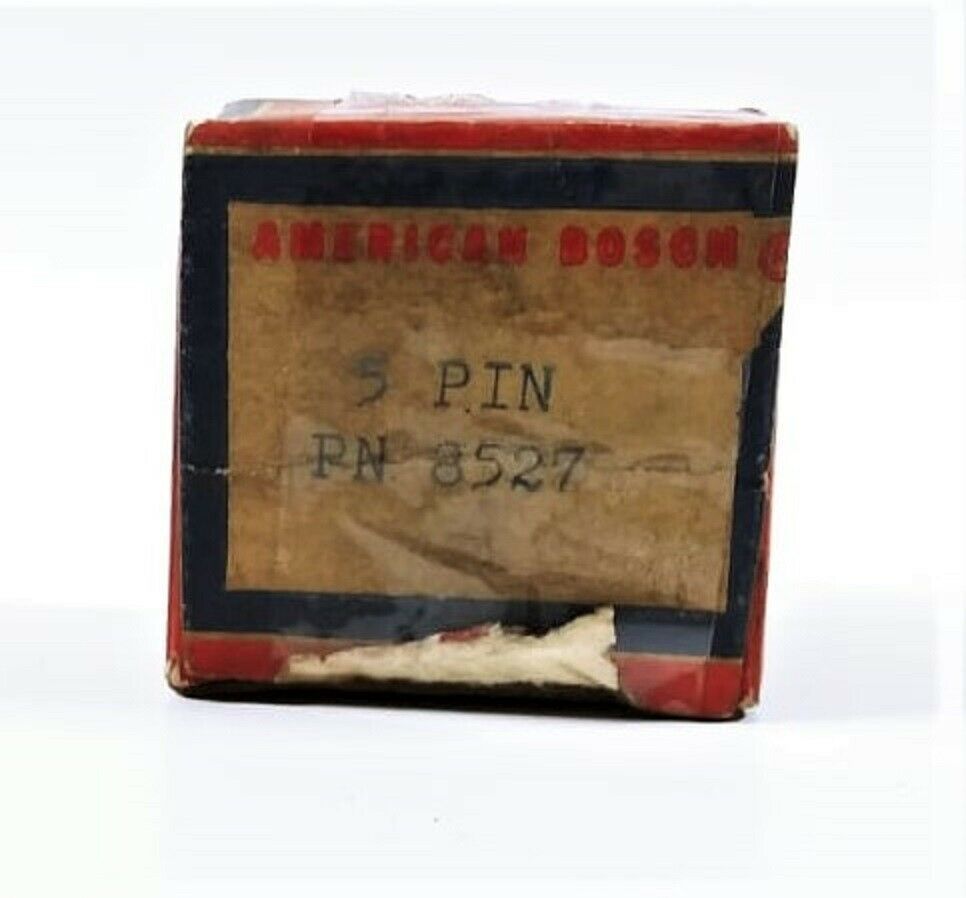 AMERICAN BOSCH
5 PIN
PN 8527